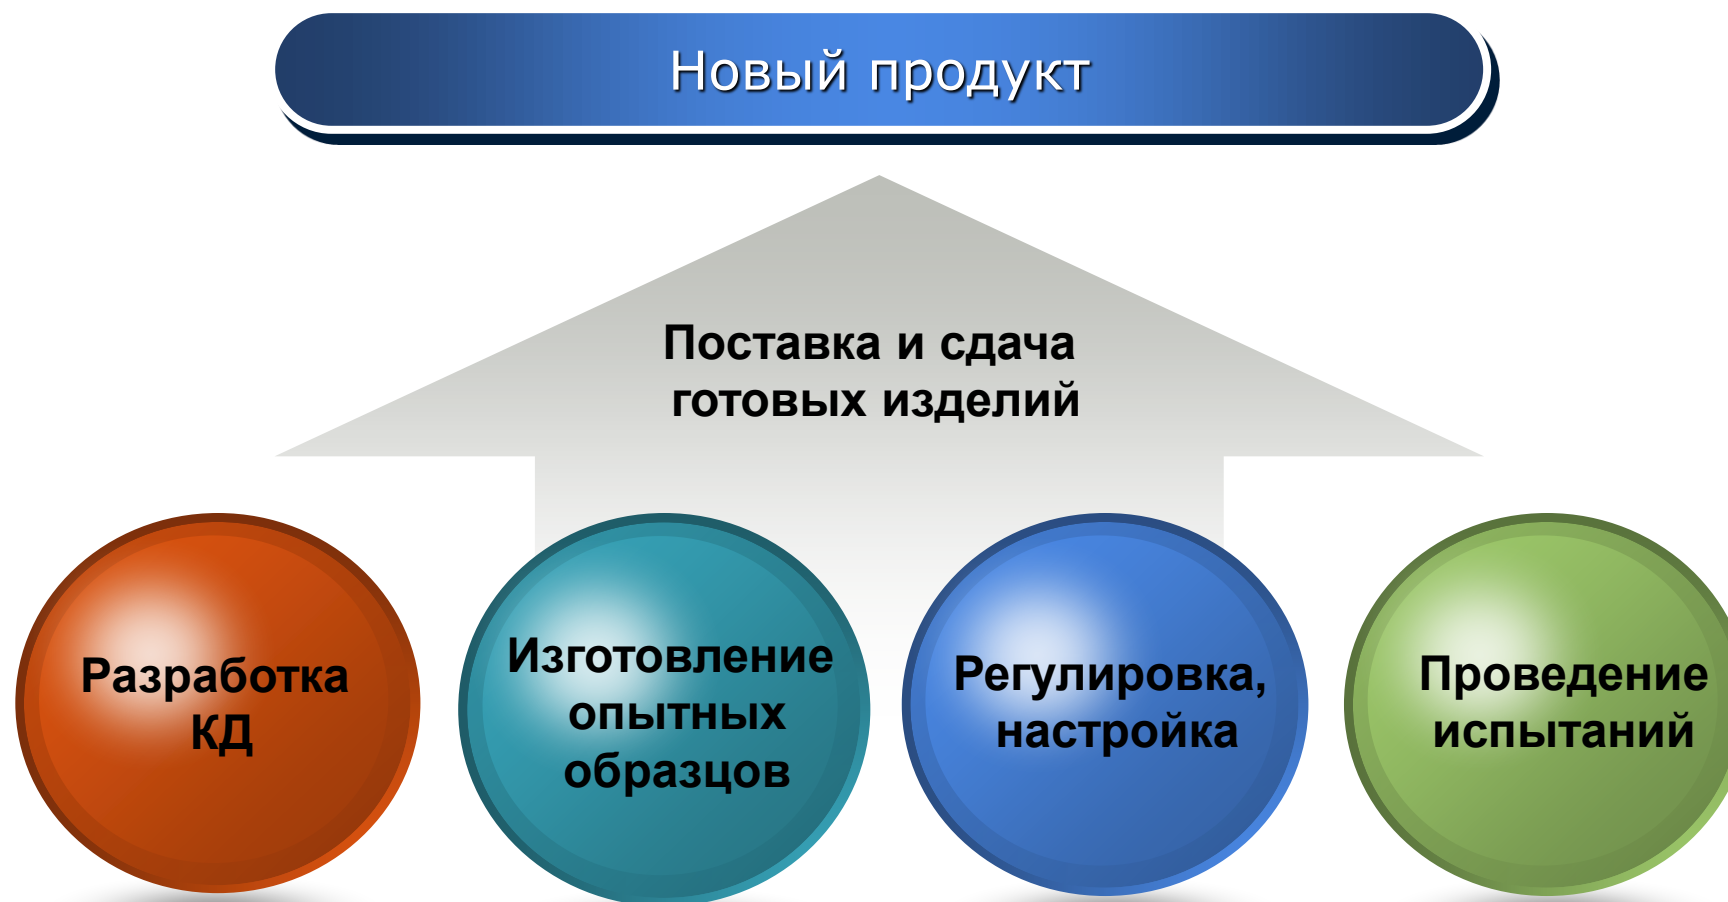 Новый продукт
Поставка и сдача
готовых изделий
Разработка
КД
Изготовление
опытных
образцов
Регулировка,
настройка
Проведение
испытаний